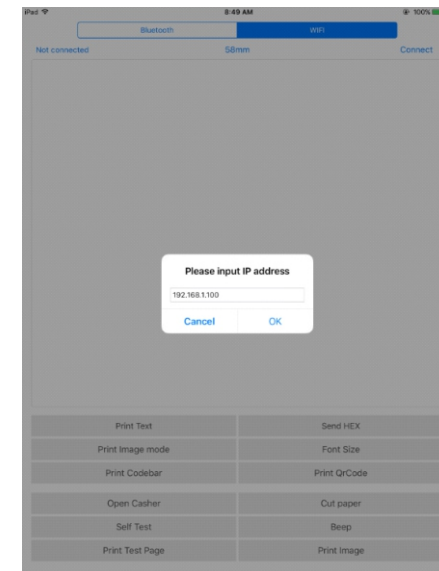 iPad 8:49 AM 100%
Bluetooth WIFI
Not connected 58mm Connect
Please input IP address
192.168.1.100
Cancel OK
Print Text Send HEX
Print Image mode Font Size
Print Codebar Print QrCode
Open Casher Cut paper
Self Test Beep
Print Test Page Print Image